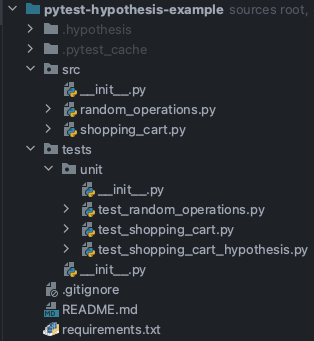 pytest-hypothesis-example sources root,
.hypothesis
.pytest_cache
src
__init__.py
random_operations.py
shopping_cart.py
tests
unit
__init__.py
test_random_operations.py
test_shopping_cart.py
test_shopping_cart_hypothesis.py
__init__.py
.gitignore
MD README.md
requirements.txt